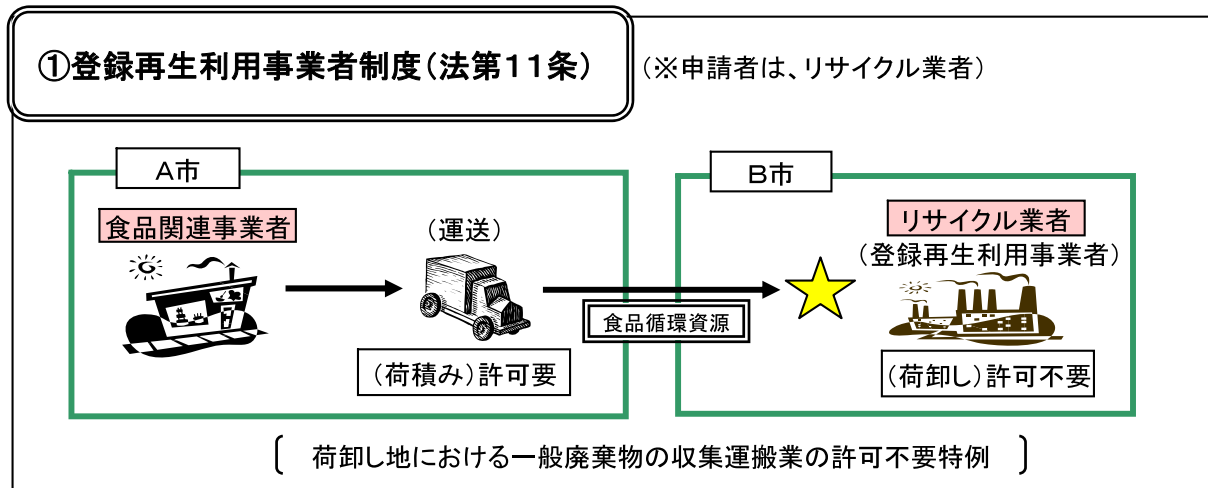 ①登録再生利用事業者制度(法第11条)
(※申請者は、リサイクル業者)
A市
B市
食品関連事業者
(運送)
リサイクル業者
(登録再生利用事業者)
食品循環資源
(荷積み)許可要
(荷卸し)許可不要
〔 荷卸し地における一般廃棄物の収集運搬業の許可不要特例 〕